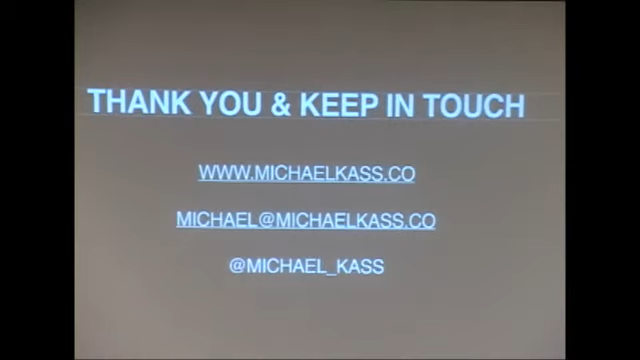 THANK YOU & KEEP IN TOUCH
WWW.MICHAELKASS.CO
MICHAEL@MICHAELKASS.CO
@MICHAEL_KASS